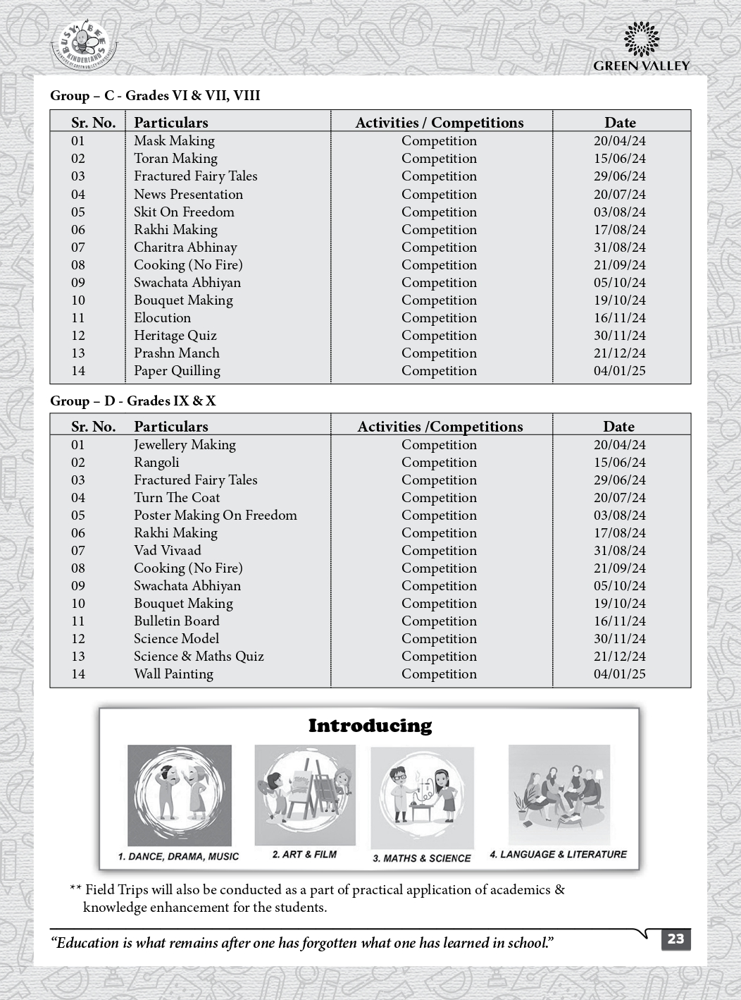 BUSY BEES
KINDERLAND
GREEN VALLEY
Group – C - Grades VI & VII, VIII
Sr. No. Particulars Activities / Competitions Date
01 Mask Making Competition 20/04/24
02 Toran Making Competition 15/06/24
03 Fractured Fairy Tales Competition 29/06/24
04 News Presentation Competition 20/07/24
05 Skit On Freedom Competition 03/08/24
06 Rakhi Making Competition 17/08/24
07 Charitra Abhinay Competition 31/08/24
08 Cooking (No Fire) Competition 21/09/24
09 Swachata Abhiyan Competition 05/10/24
10 Bouquet Making Competition 19/10/24
11 Elocution Competition 16/11/24
12 Heritage Quiz Competition 30/11/24
13 Prashn Manch Competition 21/12/24
14 Paper Quilling Competition 04/01/25
Group – D - Grades IX & X
Sr. No. Particulars Activities /Competitions Date
01 Jewellery Making Competition 20/04/24
02 Rangoli Competition 15/06/24
03 Fractured Fairy Tales Competition 29/06/24
04 Turn The Coat Competition 20/07/24
05 Poster Making On Freedom Competition 03/08/24
06 Rakhi Making Competition 17/08/24
07 Vad Vivaad Competition 31/08/24
08 Cooking (No Fire) Competition 21/09/24
09 Swachata Abhiyan Competition 05/10/24
10 Bouquet Making Competition 19/10/24
11 Bulletin Board Competition 16/11/24
12 Science Model Competition 30/11/24
13 Science & Maths Quiz Competition 21/12/24
14 Wall Painting Competition 04/01/25
Introducing
1. DANCE, DRAMA, MUSIC 2. ART & FILM 3. MATHS & SCIENCE 4. LANGUAGE & LITERATURE
** Field Trips will also be conducted as a part of practical application of academics &
knowledge enhancement for the students.
“Education is what remains after one has forgotten what one has learned in school.” 23